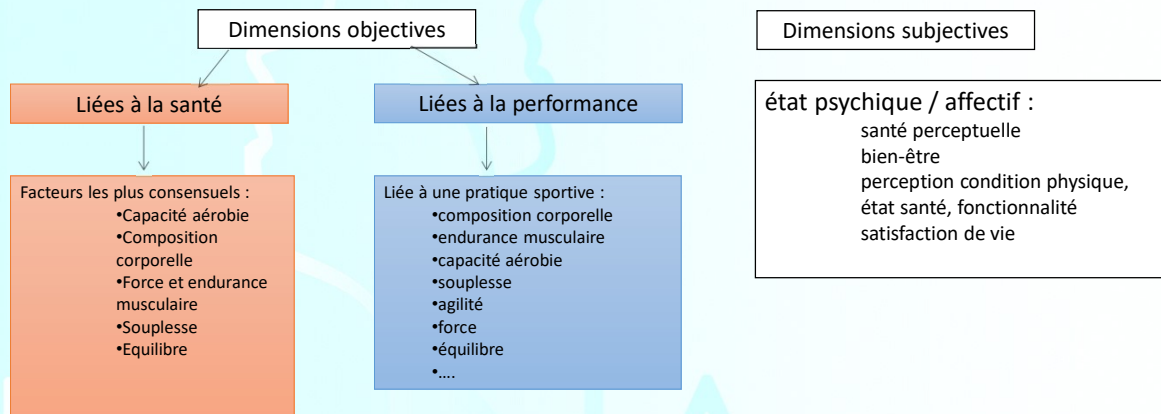 Dimensions objectives
Liées à la santé
Facteurs les plus consensuels :
•Capacité aérobie
•Composition
corporelle
•Force et endurance
musculaire
•Souplesse
•Equilibre
Liées à la performance
Liée à une pratique sportive :
•composition corporelle
•endurance musculaire
•capacité aérobie
•souplesse
•agilité
•force
•équilibre
•....
Dimensions subjectives
état psychique / affectif :
santé perceptuelle
bien-être
perception condition physique,
état santé, fonctionnalité
satisfaction de vie